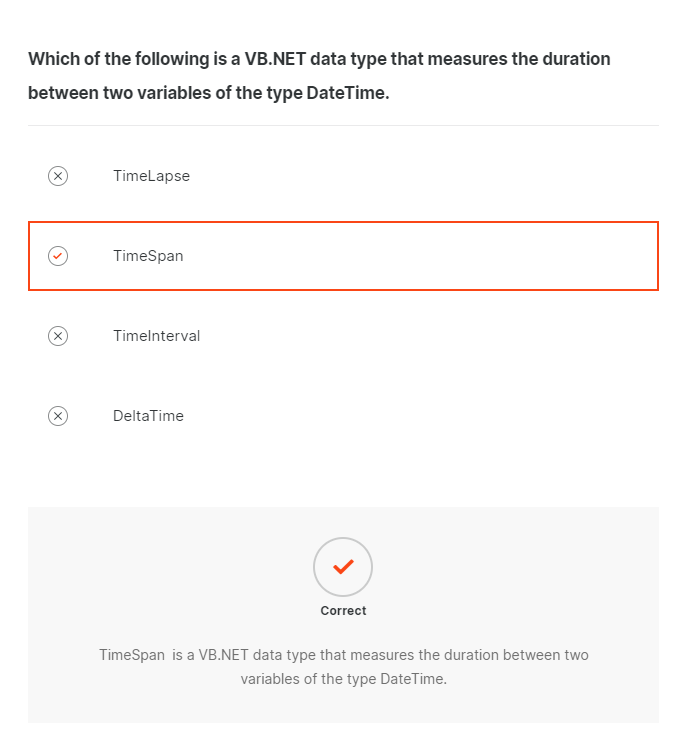 Which of the following is a VB.NET data type that measures the duration
between two variables of the type DateTime.
TimeLapse
TimeSpan
TimeInterval
DeltaTime
Correct
TimeSpan  is a VB.NET data type that measures the duration between two
variables of the type DateTime.